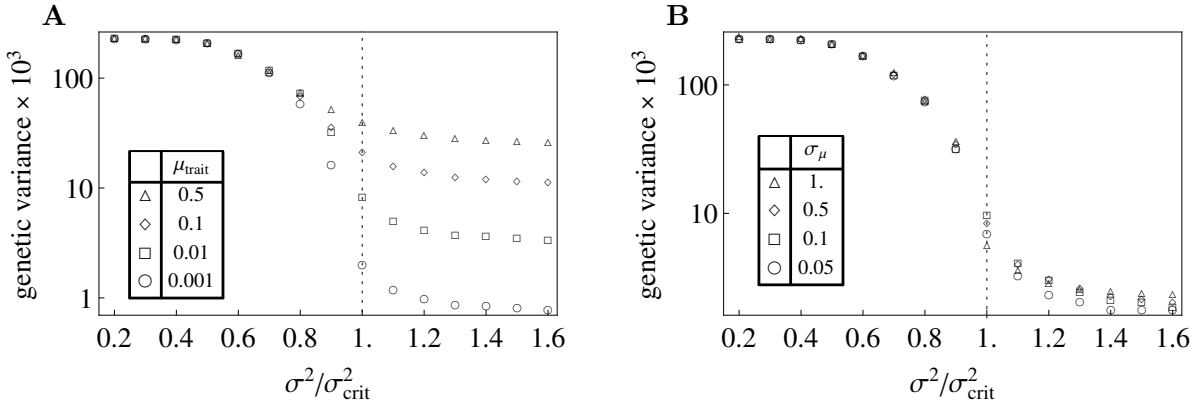 A
genetic variance × 10³
100
10
1
μtrait
0.5
0.1
0.01
0.001
0.2 0.4 0.6 0.8 1. 1.2 1.4 1.6
σ²/σ²crit
B
genetic variance × 10³
100
10
σμ
1.
0.5
0.1
0.05
0.2 0.4 0.6 0.8 1. 1.2 1.4 1.6
σ²/σ²crit